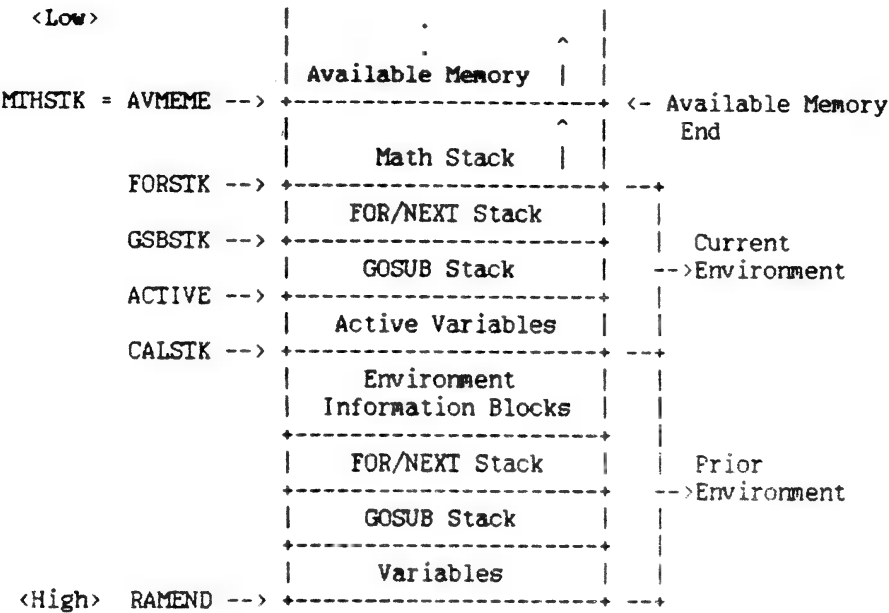 <Low>
Available Memory
MTHSTK = AVMEME --> <- Available Memory
End
Math Stack
FORSTK -->
FOR/NEXT Stack
GSBSTK --> Current
GOSUB Stack -->Environment
ACTIVE -->
Active Variables
CALSTK -->
Environment
Information Blocks
FOR/NEXT Stack Prior
-->Environment
GOSUB Stack
Variables
<High> RAMEND -->